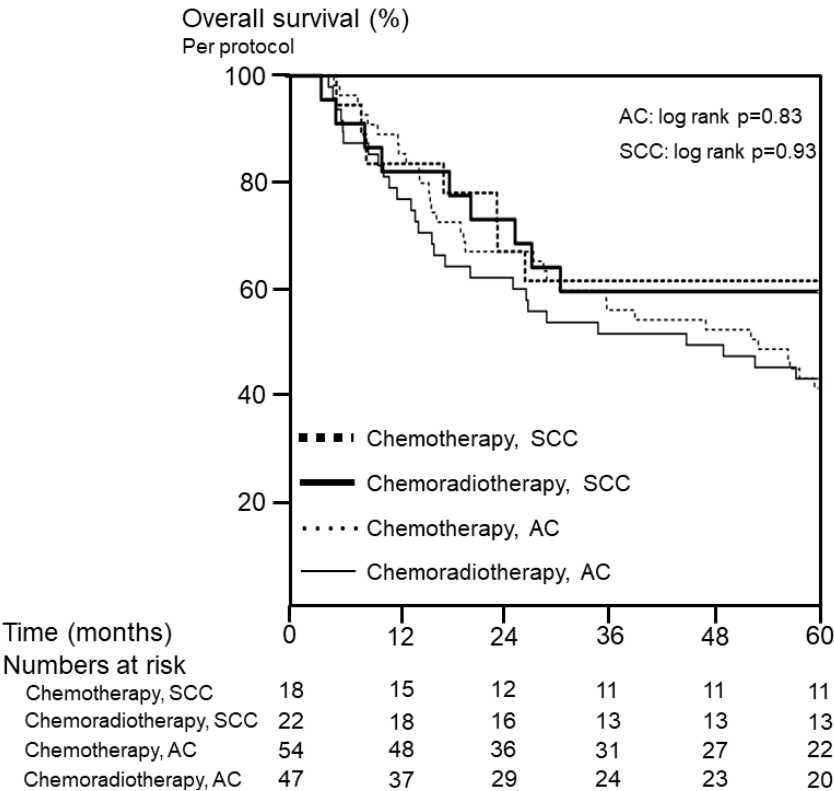 Overall survival (%)
Per protocol
100
AC: log rank p=0.83
SCC: log rank p=0.93
80
60
40
Chemotherapy, SCC
Chemoradiotherapy, SCC
20
Chemotherapy, AC
Chemoradiotherapy, AC
Time (months) 0 12 24 36 48 60
Numbers at risk
Chemotherapy, SCC 18 15 12 11 11 11
Chemoradiotherapy, SCC 22 18 16 13 13 13
Chemotherapy, AC 54 48 36 31 27 22
Chemoradiotherapy, AC 47 37 29 24 23 20